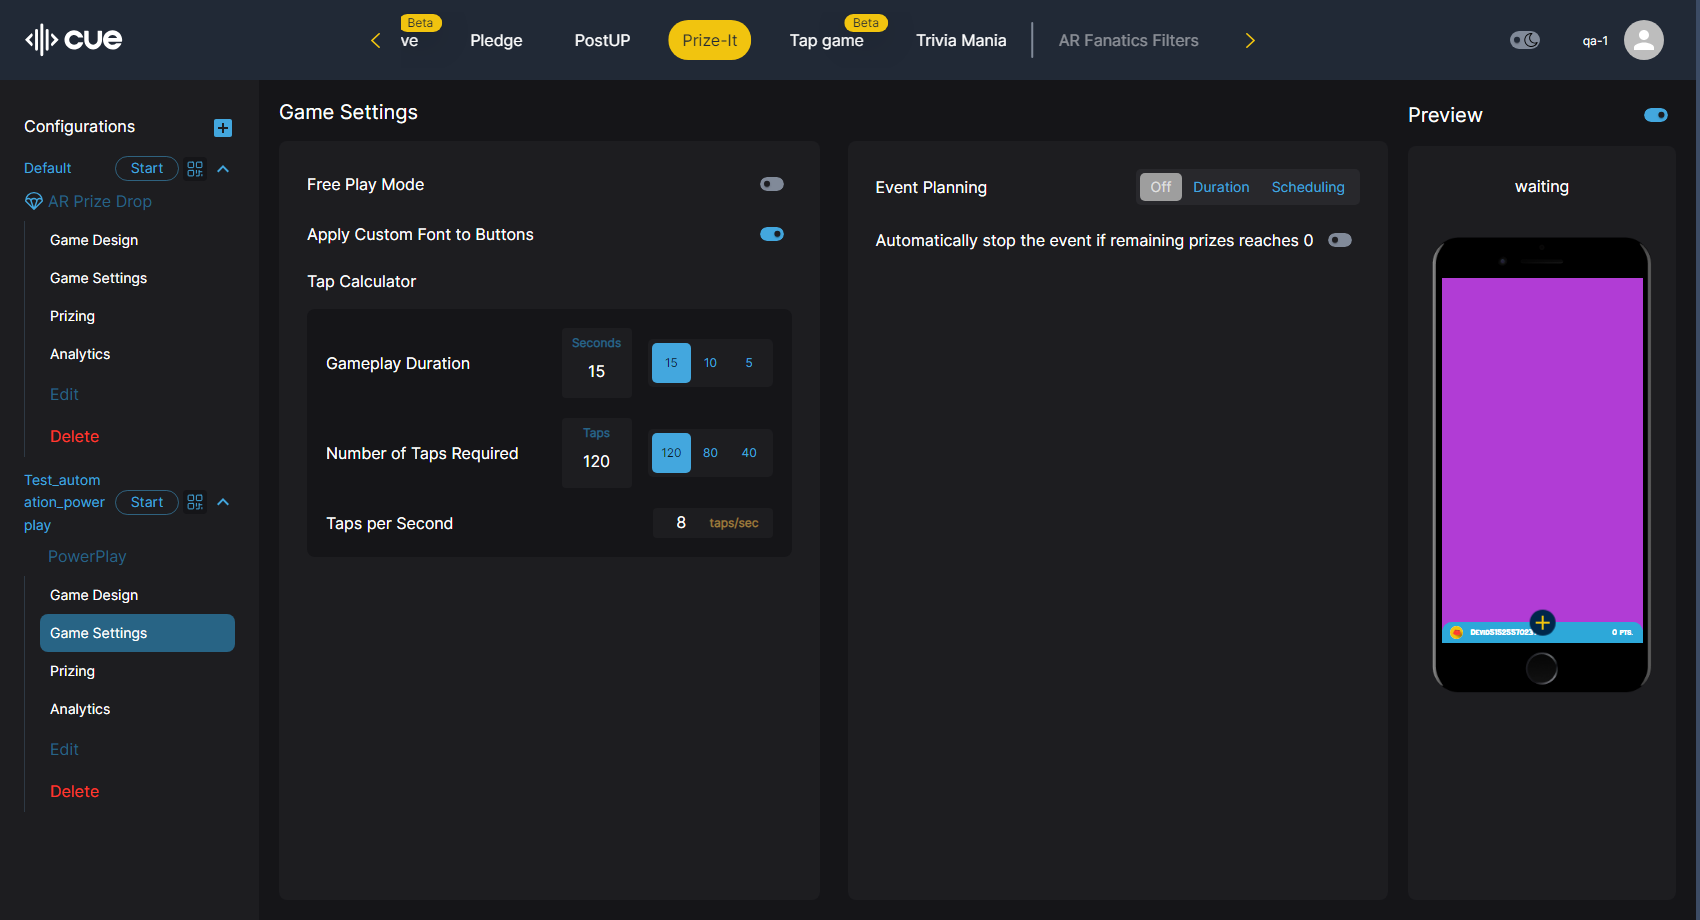 cue
Beta
ve
Pledge
PostUP
Prize-It
Beta
Tap game
Trivia Mania
AR Fanatics Filters
qa-1
Configurations
Default
Start
AR Prize Drop
Game Design
Game Settings
Prizing
Analytics
Edit
Delete
Test_autom
ation_power
play
Start
PowerPlay
Game Design
Game Settings
Prizing
Analytics
Edit
Delete
Game Settings
Free Play Mode
Apply Custom Font to Buttons
Tap Calculator
Gameplay Duration
Seconds
15
15 10 5
Number of Taps Required
Taps
120
120 80 40
Taps per Second
8 taps/sec
Event Planning
Off Duration Scheduling
Automatically stop the event if remaining prizes reaches 0
Preview
waiting
0 PTS.